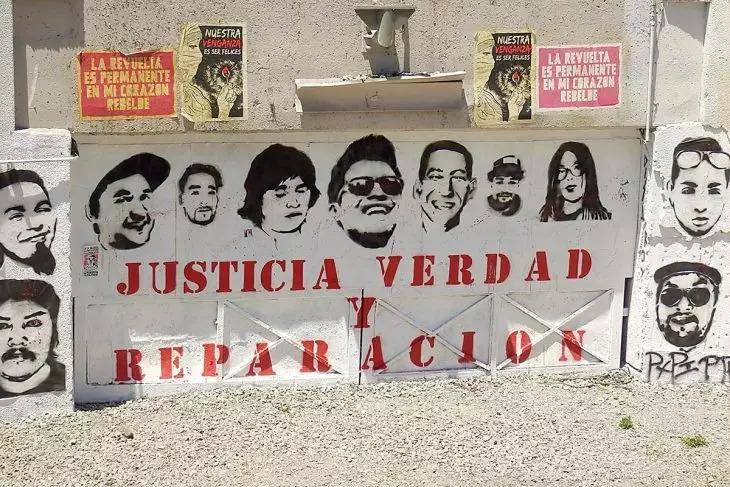 LA REVUELTA
ES PERMANENTE
EN MI CORAZON
REBELDE
NUESTRA
VENGANZA
ES SER FELICES
NUESTRA
VENGANZA
ES SER FELICES
LA REVUELTA
ES PERMANENTE
EN MI CORAZON
REBELDE
JUSTICIA VERDAD
Y
REPARACION